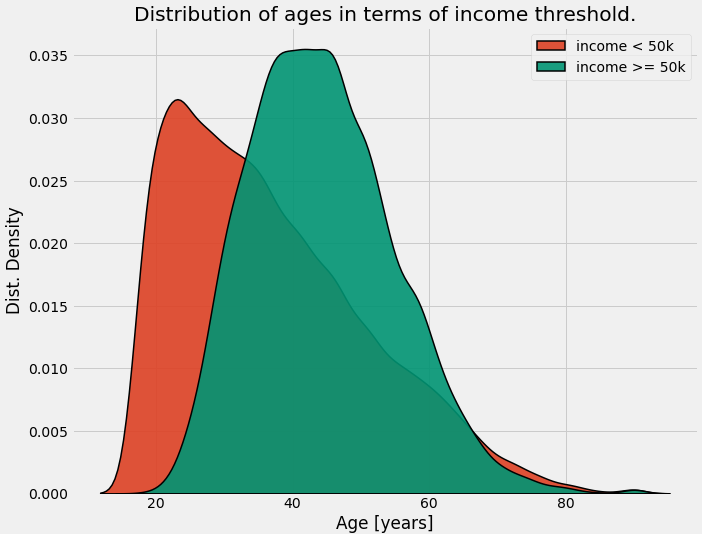 Distribution of ages in terms of income threshold.
income < 50k
income >= 50k
Dist. Density
0.035
0.030
0.025
0.020
0.015
0.010
0.005
0.000
20
40
60
80
Age [years]